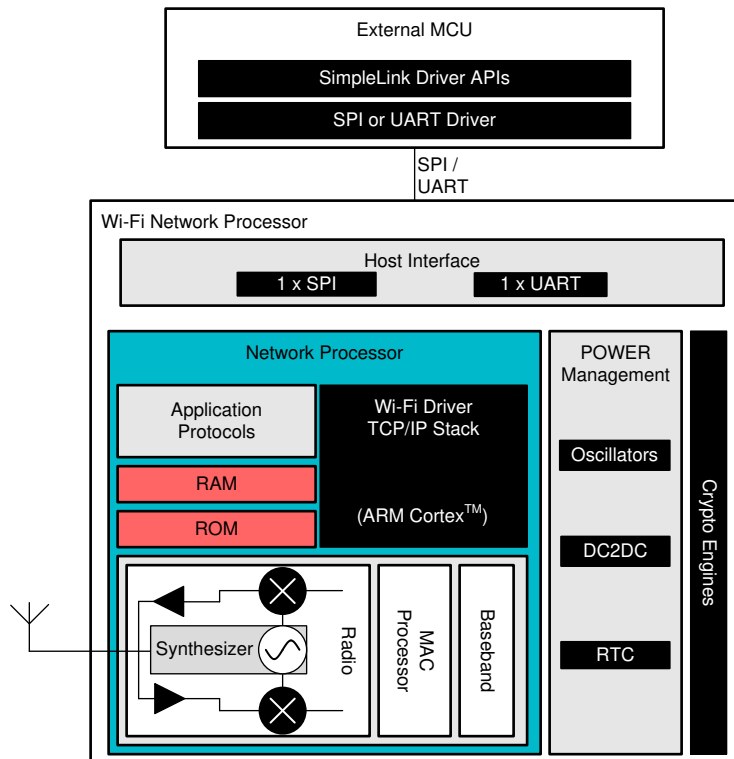 External MCU
SimpleLink Driver APIs
SPI or UART Driver
SPI /
UART
Wi-Fi Network Processor
Host Interface
1 x SPI
1 x UART
Network Processor
POWER
Management
Application
Protocols
Wi-Fi Driver
TCP/IP Stack
RAM
Oscillators
ROM
(ARM Cortex™)
Crypto Engines
DC2DC
Synthesizer
Radio
MAC
Processor
Baseband
RTC